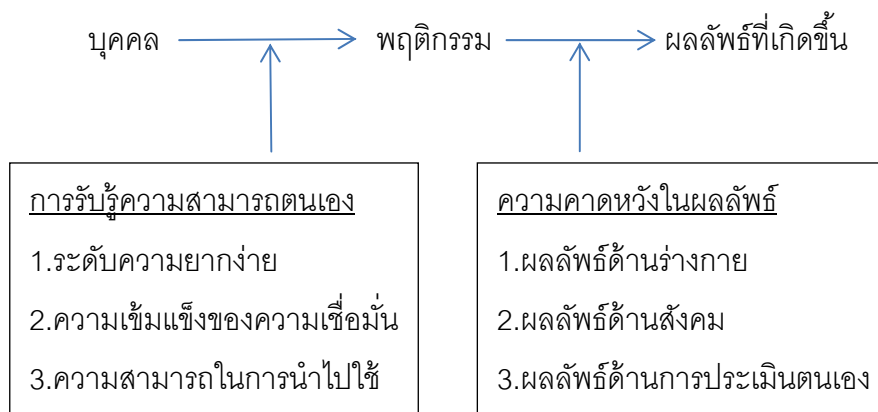 บุคคล พฤติกรรม ผลลัพธ์ที่เกิดขึ้น
การรับรู้ความสามารถตนเอง
1.ระดับความยากง่าย
2.ความเข้มแข็งของความเชื่อมั่น
3.ความสามารถในการนำไปใช้
ความคาดหวังในผลลัพธ์
1.ผลลัพธ์ด้านร่างกาย
2.ผลลัพธ์ด้านสังคม
3.ผลลัพธ์ด้านการประเมินตนเอง